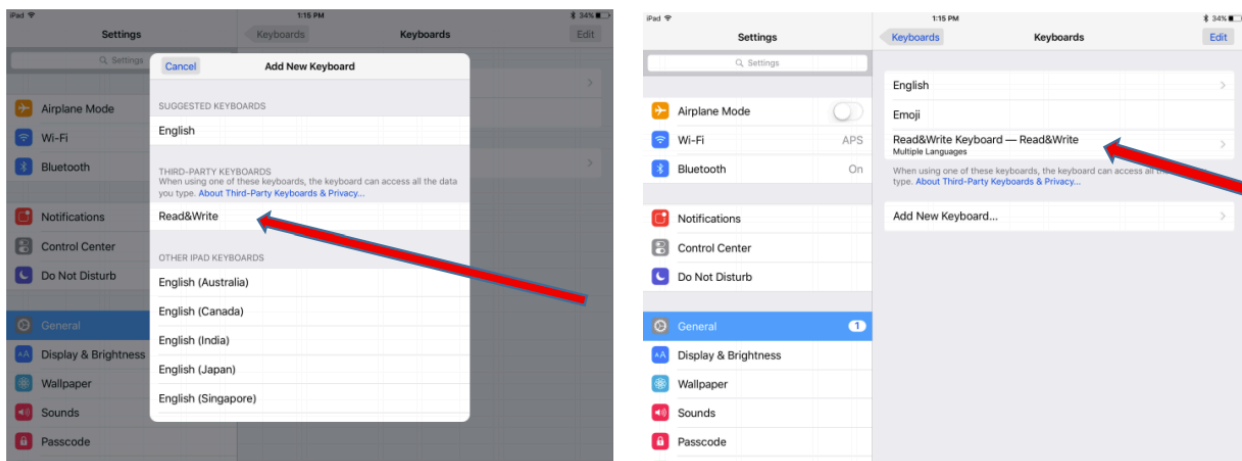 iPad
1:15 PM
34%
Settings
Keyboards
Keyboards
Edit
Settings
Cancel
Add New Keyboard
SUGGESTED KEYBOARDS
English
THIRD-PARTY KEYBOARDS
When using one of these keyboards, the keyboard can access all the data
you type. About Third-Party Keyboards & Privacy...
Read&Write
OTHER IPAD KEYBOARDS
English (Australia)
English (Canada)
English (India)
English (Japan)
English (Singapore)
Airplane Mode
Wi-Fi
Bluetooth
Notifications
Control Center
Do Not Disturb
General
Display & Brightness
Wallpaper
Sounds
Passcode
iPad
1:15 PM
34%
Settings
Keyboards
Keyboards
Edit
Settings
Airplane Mode
Wi-Fi APS
Bluetooth On
Notifications
Control Center
Do Not Disturb
General 1
Display & Brightness
Wallpaper
Sounds
Passcode
English
Emoji
Read&Write Keyboard — Read&Write
Multiple Languages
When using one of these keyboards, the keyboard can access all
type. About Third-Party Keyboards & Privacy...
Add New Keyboard...